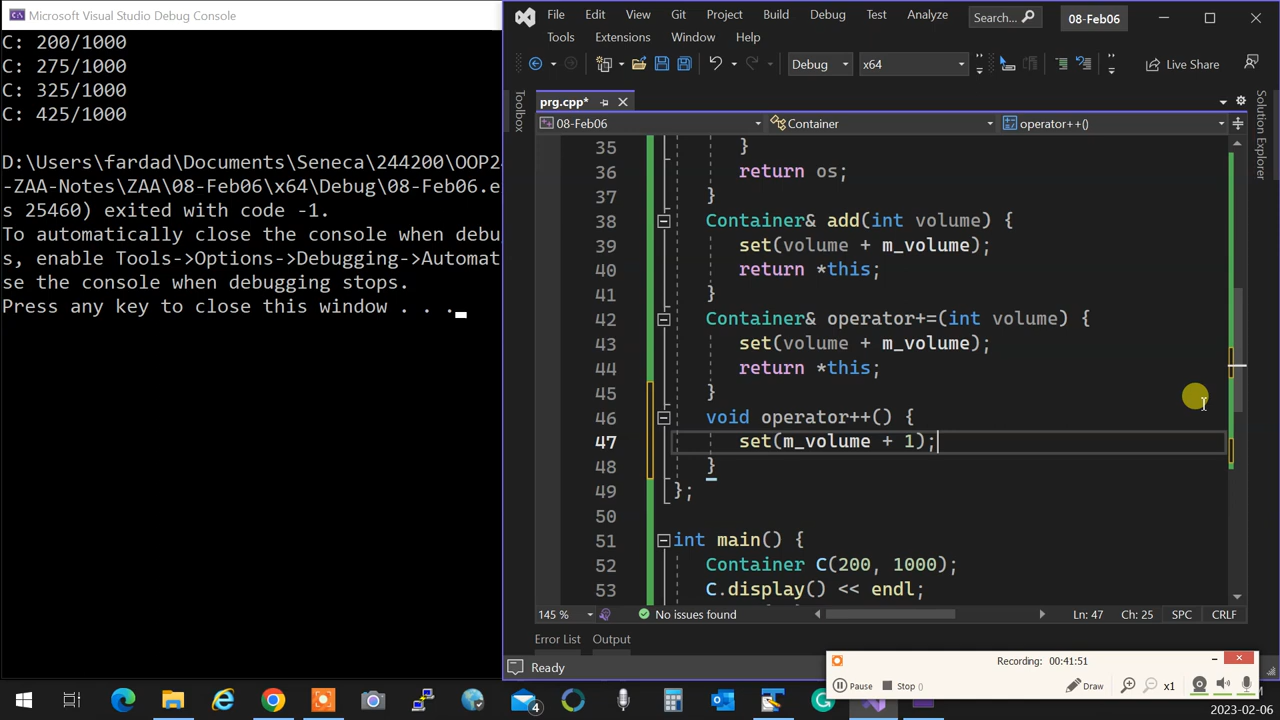 Microsoft Visual Studio Debug Console
C: 200/1000
C: 275/1000
C: 325/1000
C: 425/1000
D:\Users\fardad\Documents\Seneca\244200\OOP2
-ZAA-Notes\ZAA\08-Feb06\x64\Debug\08-Feb06.e
s 25460) exited with code -1.
To automatically close the console when debu
s, enable Tools->Options->Debugging->Automat
se the console when debugging stops.
Press any key to close this window . . .
File Edit View Git Project Build Debug Test Analyze Search... 08-Feb06
Tools Extensions Window Help
Debug x64 Live Share
Toolbox
prg.cpp*
08-Feb06 Container operator++()
Solution Explorer
35 }
36 return os;
37 }
38 Container& add(int volume) {
39 set(volume + m_volume);
40 return *this;
41 }
42 Container& operator+=(int volume) {
43 set(volume + m_volume);
44 return *this;
45 }
46 void operator++() {
47 set(m_volume + 1);
48 }
49 };
50
51 int main() {
52 Container C(200, 1000);
53 C.display() << endl;
145 % No issues found Ln: 47 Ch: 25 SPC CRLF
Error List Output
Ready
Recording: 00:41:51
Pause Stop () Draw x1
4
2023-02-06